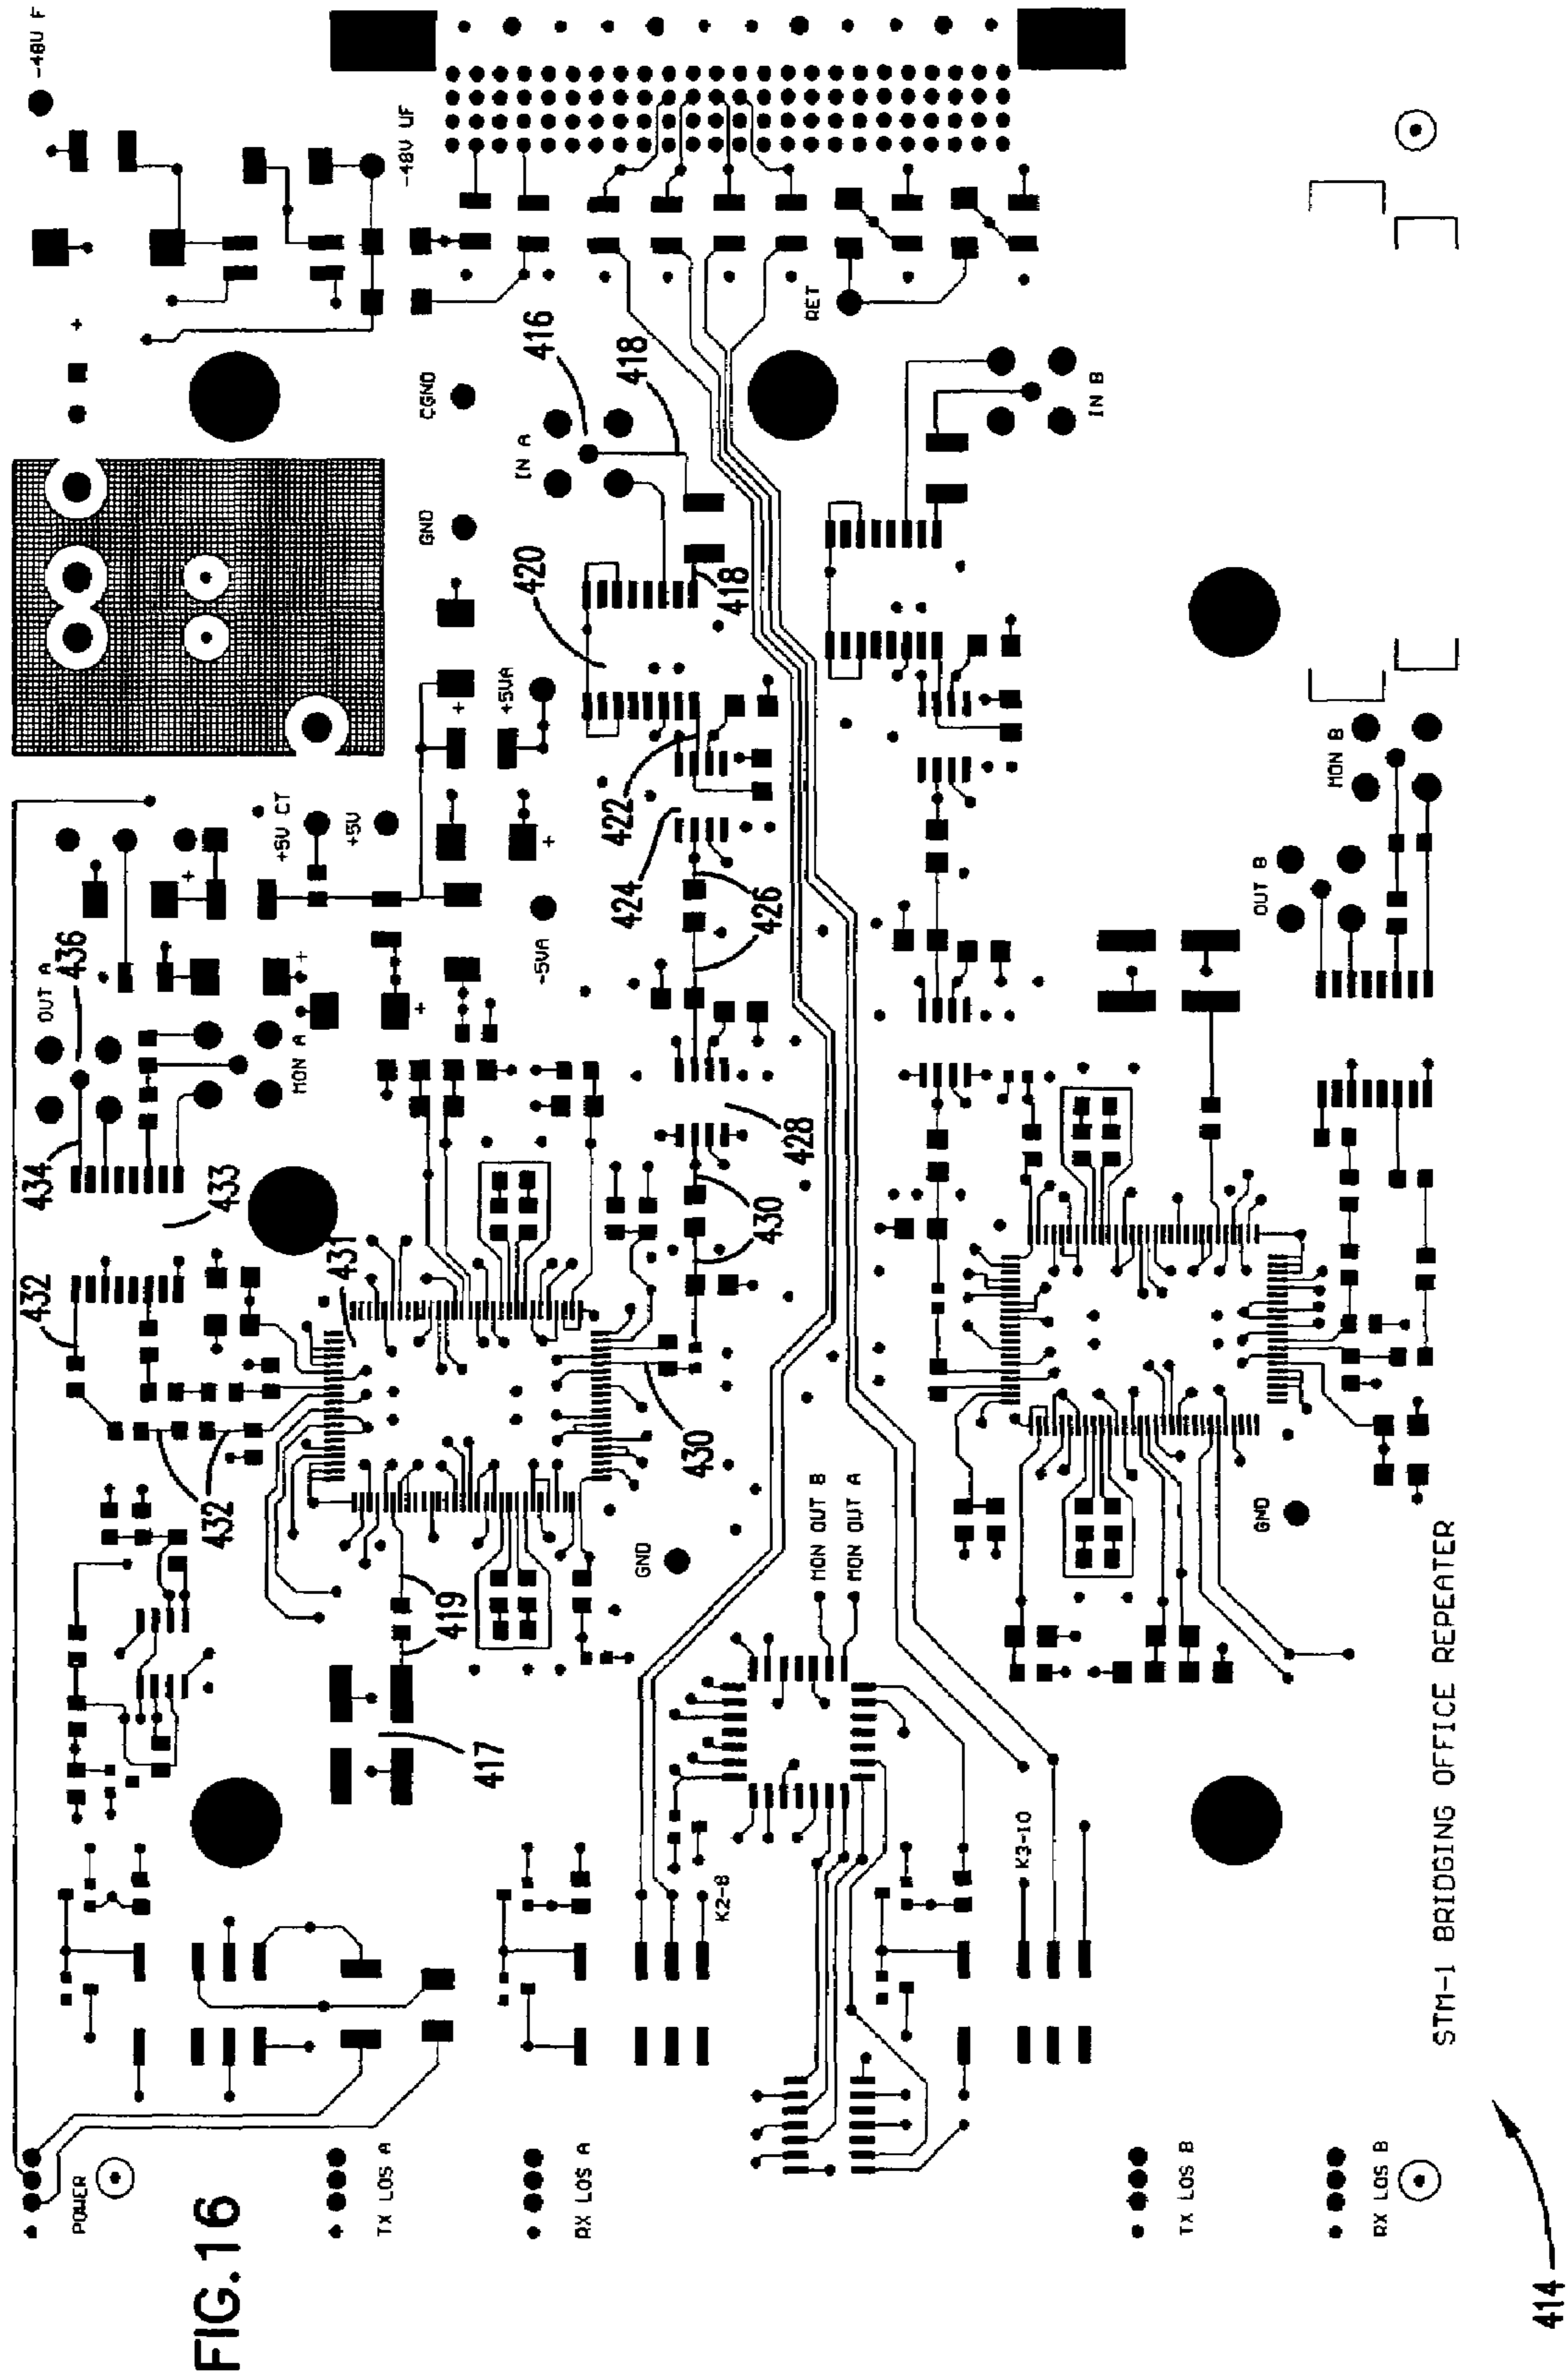 FIG.16
POWER
TX LOS A
RX LOS A
TX LOS B
RX LOS B
414
STM-1 BRIDGING OFFICE REPEATER
K2-8
K3-10
417
419
GND
MON OUT B
MON OUT A
GND
432
432
430
431
430
428
433
434
436
OUT A
MON A
+
+
+5V CT
+5V
+
+
-5VA
426
424
422
+
+5VA
420
418
418
416
GND
CGND
IN A
IN B
RET
OUT B
MON B
+
-48V UF
-48V F